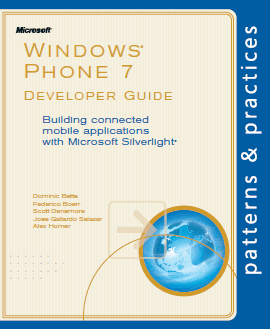 Microsoft®
WINDOWS®
PHONE 7
DEVELOPER GUIDE
Building connected
mobile applications
with Microsoft Silverlight®
Dominic Betts
Federico Boerr
Scott Densmore
Jose Gallardo Salazar
Alex Homer
patterns & practices